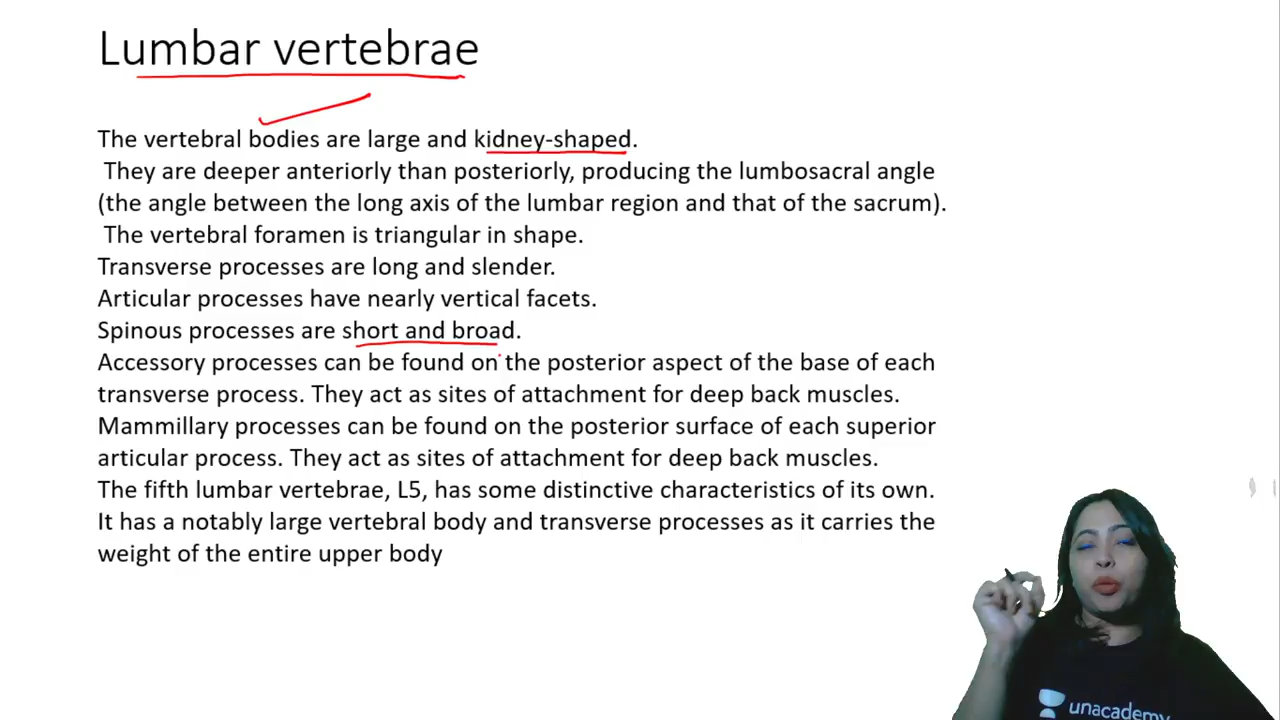 Lumbar vertebrae
The vertebral bodies are large and kidney-shaped.
They are deeper anteriorly than posteriorly, producing the lumbosacral angle
(the angle between the long axis of the lumbar region and that of the sacrum).
The vertebral foramen is triangular in shape.
Transverse processes are long and slender.
Articular processes have nearly vertical facets.
Spinous processes are short and broad.
Accessory processes can be found on the posterior aspect of the base of each
transverse process. They act as sites of attachment for deep back muscles.
Mammillary processes can be found on the posterior surface of each superior
articular process. They act as sites of attachment for deep back muscles.
The fifth lumbar vertebrae, L5, has some distinctive characteristics of its own.
It has a notably large vertebral body and transverse processes as it carries the
weight of the entire upper body
unacademy